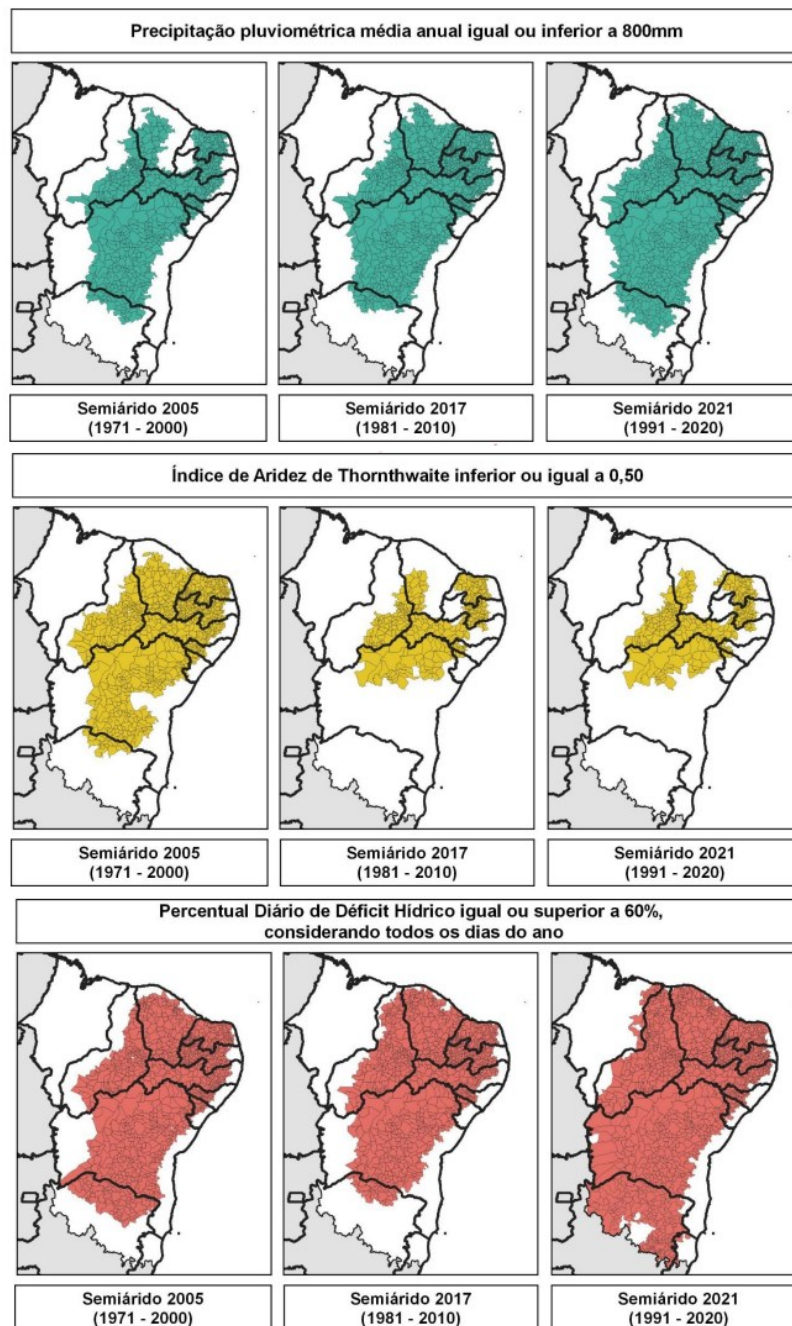 Precipitação pluviométrica média anual igual ou inferior a 800mm
Semiárido 2005
(1971 - 2000)
Semiárido 2017
(1981 - 2010)
Semiárido 2021
(1991 - 2020)
Índice de Aridez de Thornthwaite inferior ou igual a 0,50
Semiárido 2005
(1971 - 2000)
Semiárido 2017
(1981 - 2010)
Semiárido 2021
(1991 - 2020)
Percentual Diário de Déficit Hídrico igual ou superior a 60%,
considerando todos os dias do ano
Semiárido 2005
(1971 - 2000)
Semiárido 2017
(1981 - 2010)
Semiárido 2021
(1991 - 2020)